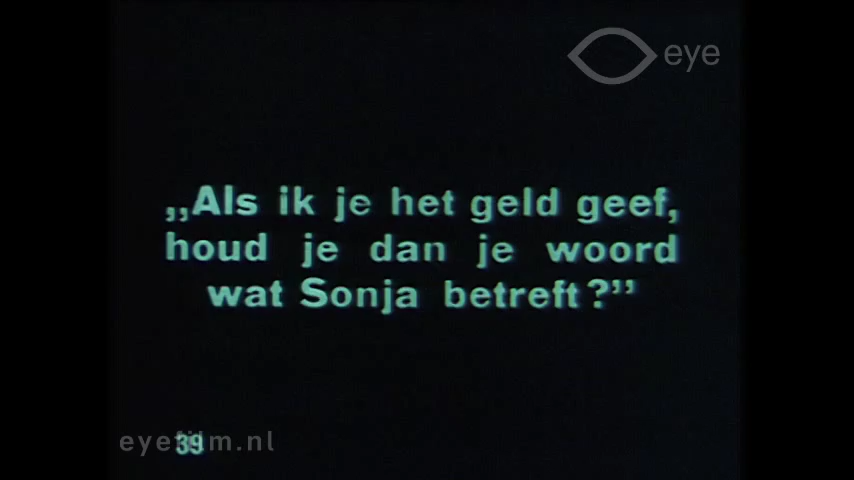 eye
„Als ik je het geld geef,
houd je dan je woord
wat Sonja betreft?”
eyefilm.nl
39